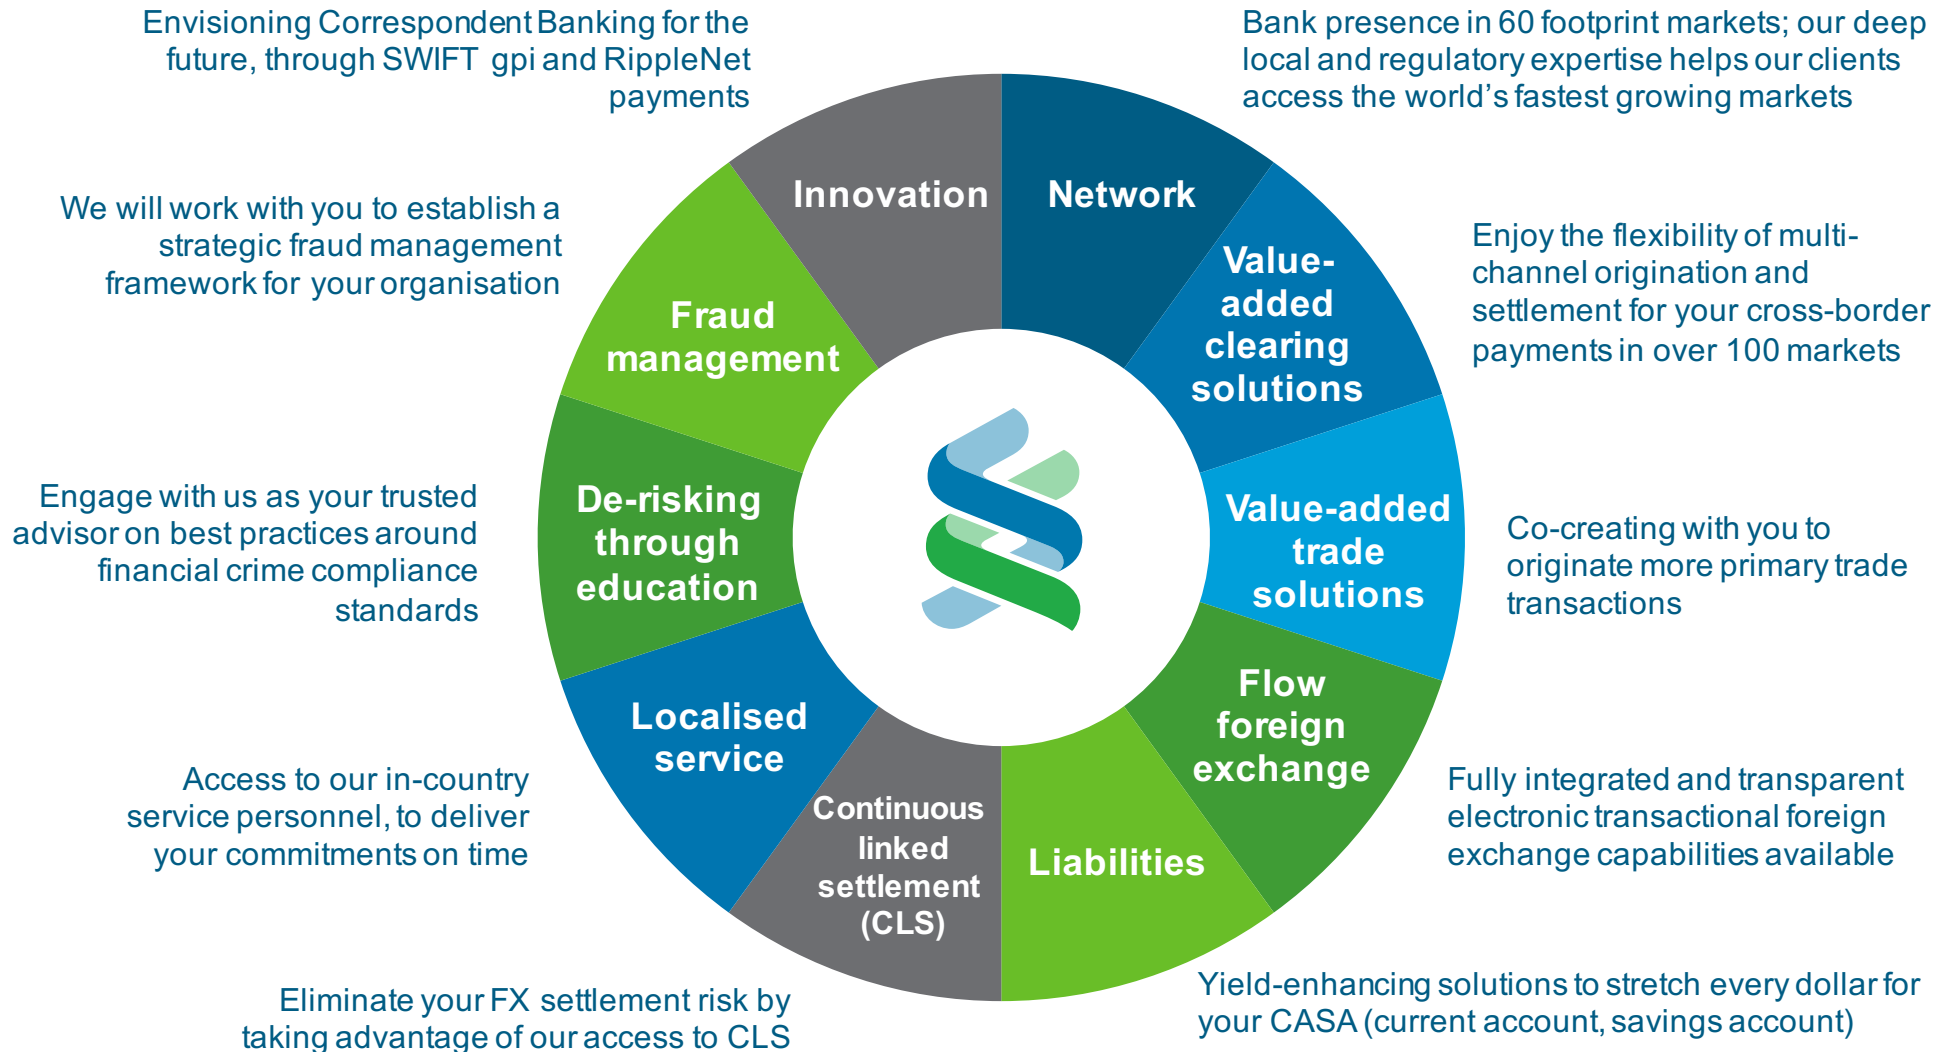 Envisioning Correspondent Banking for the
future, through SWIFT gpi and RippleNet
payments
Bank presence in 60 footprint markets; our deep
local and regulatory expertise helps our clients
access the world's fastest growing markets
Innovation
Network
We will work with you to establish a
strategic fraud management
framework for your organisation
Fraud
management
Value-
added
clearing
solutions
Enjoy the flexibility of multi-
channel origination and
settlement for your cross-border
payments in over 100 markets
Engage with us as your trusted
advisor on best practices around
financial crime compliance
standards
De-risking
through
education
Value-added
trade
solutions
Co-creating with you to
originate more primary trade
transactions
Localised
service
Flow
foreign
exchange
Access to our in-country
service personnel, to deliver
your commitments on time
Continuous
linked
settlement
(CLS)
Liabilities
Fully integrated and transparent
electronic transactional foreign
exchange capabilities available
Eliminate your FX settlement risk by
taking advantage of our access to CLS
Yield-enhancing solutions to stretch every dollar for
your CASA (current account, savings account)